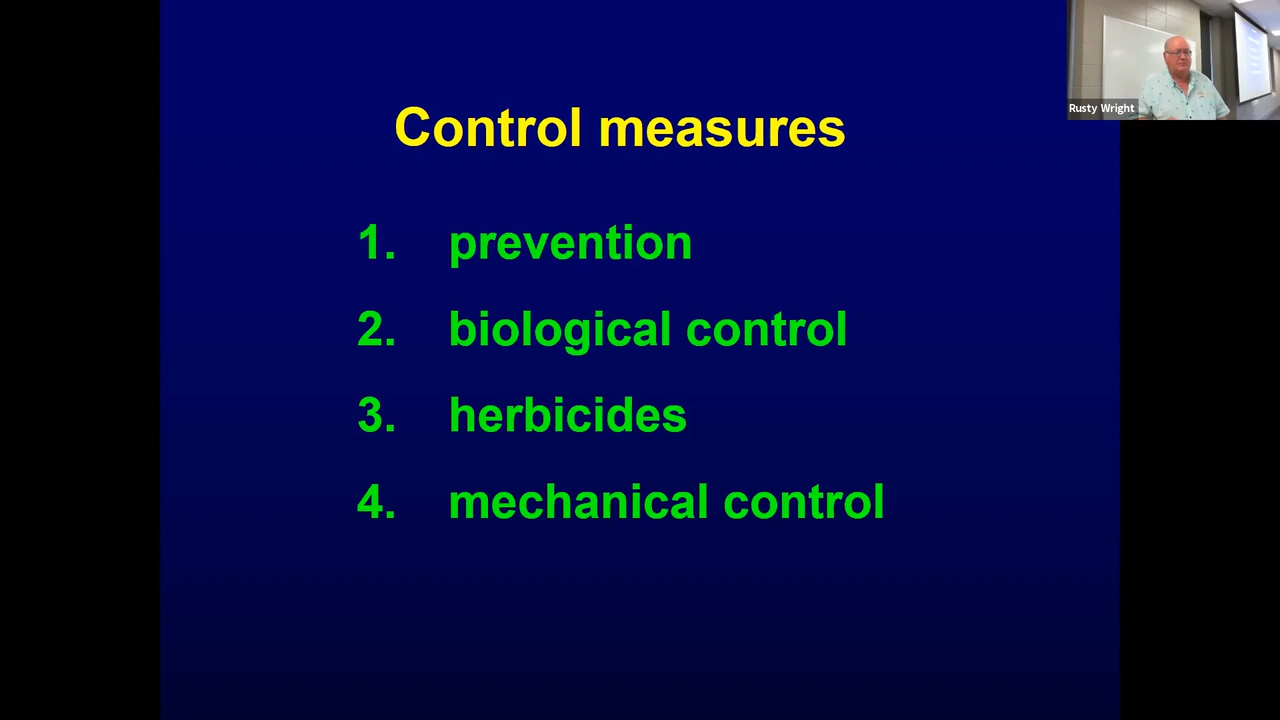 Control measures
1. prevention
2. biological control
3. herbicides
4. mechanical control
Rusty Wright